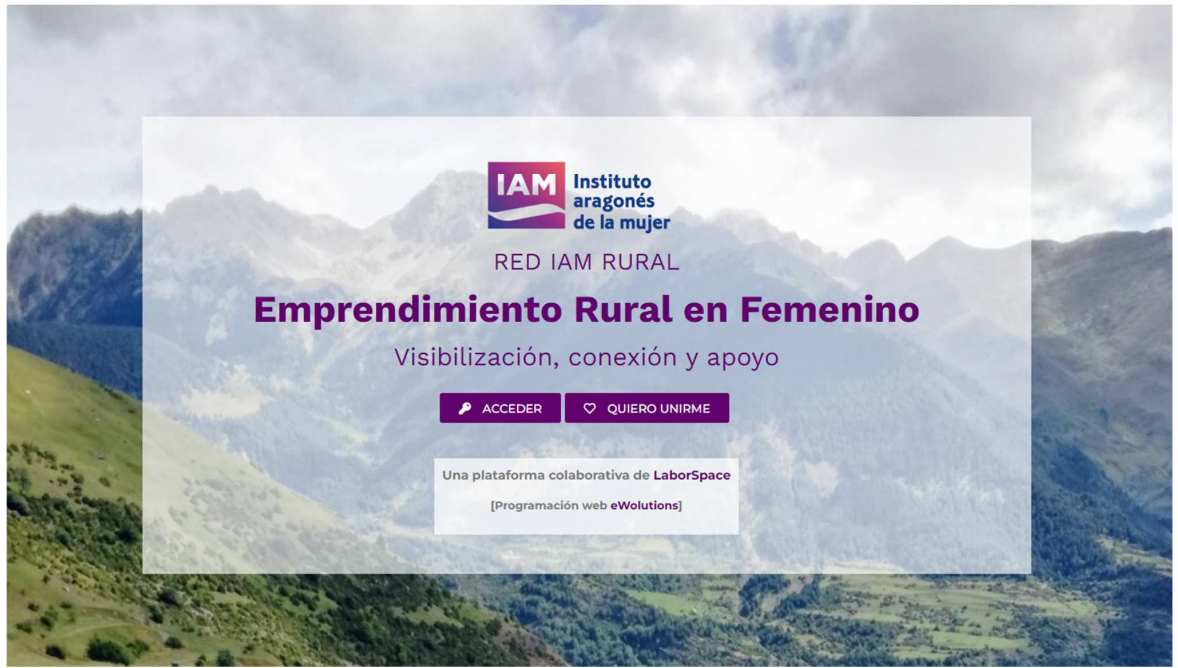 IAM
Instituto
aragonés
de la mujer
RED IAM RURAL
Emprendimiento Rural en Femenino
Visibilización, conexión y apoyo
ACCEDER
QUIERO UNIRME
Una plataforma colaborativa de LaborSpace
[Programación web eWolutions]